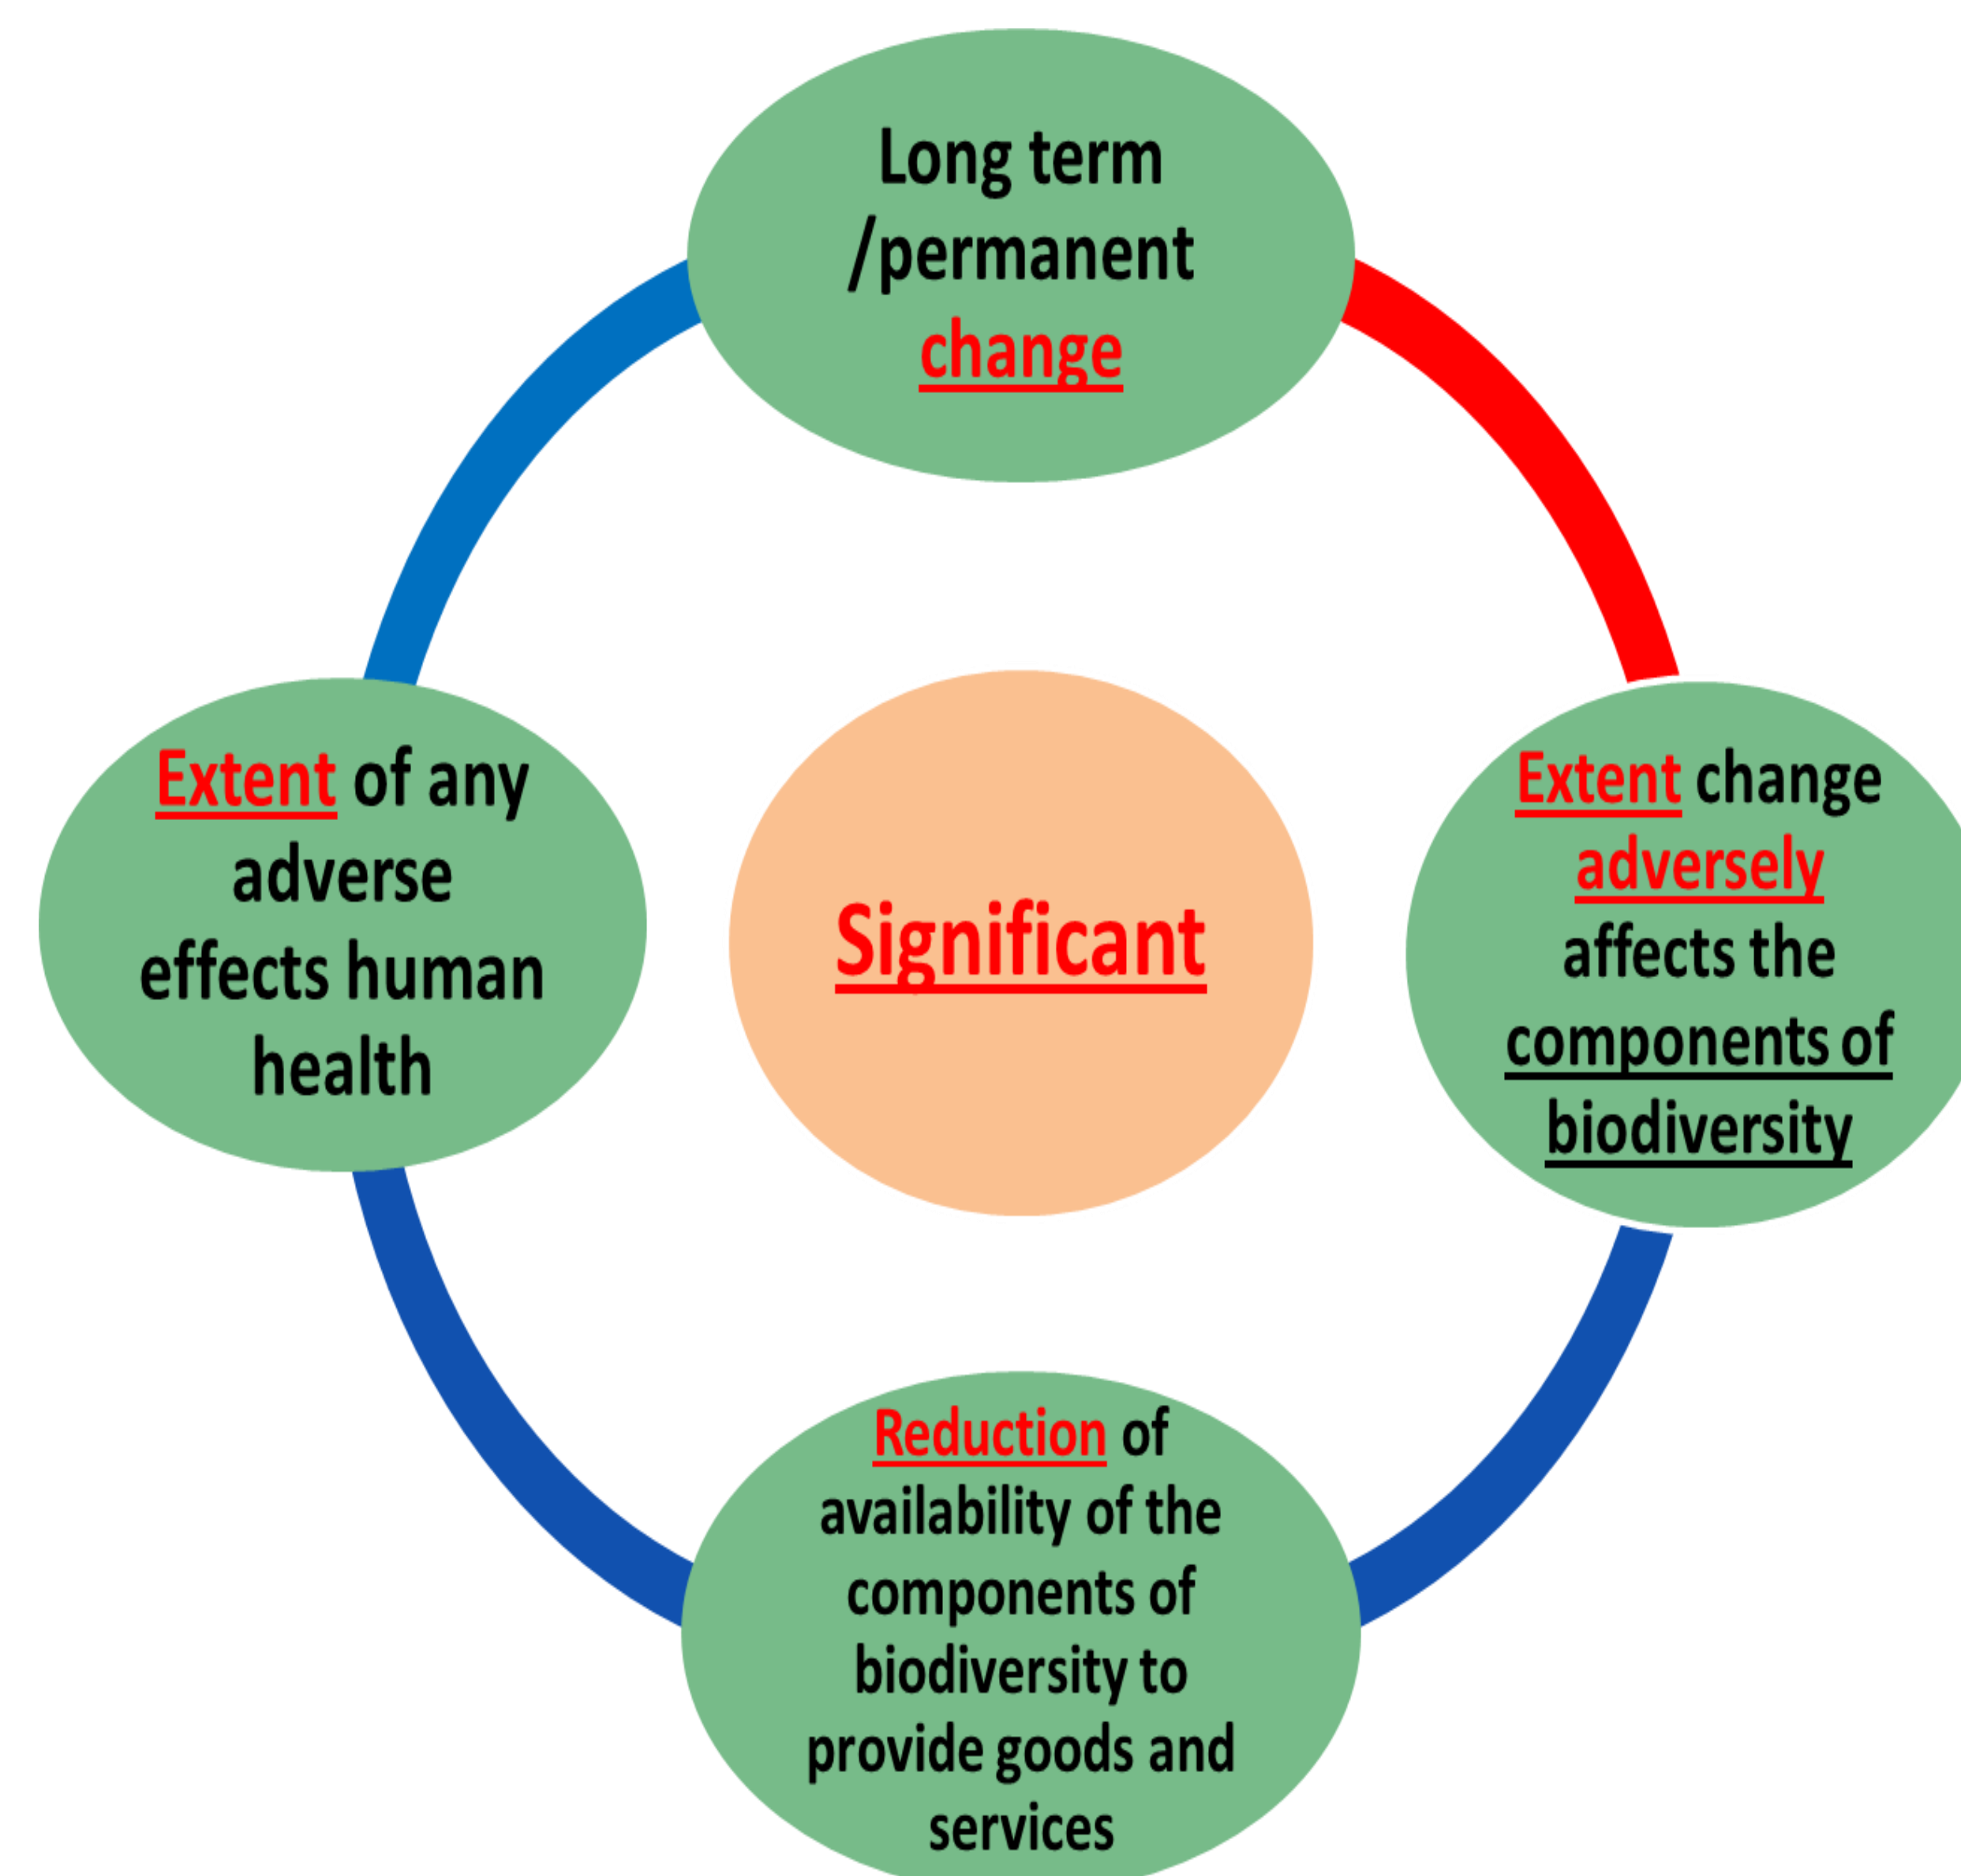 Long term
/permanent
change
Extent of any
adverse
effects human
health
Significant
Extent change
adversely
affects the
components of
biodiversity
Reduction of
availability of the
components of
biodiversity to
provide goods and
services